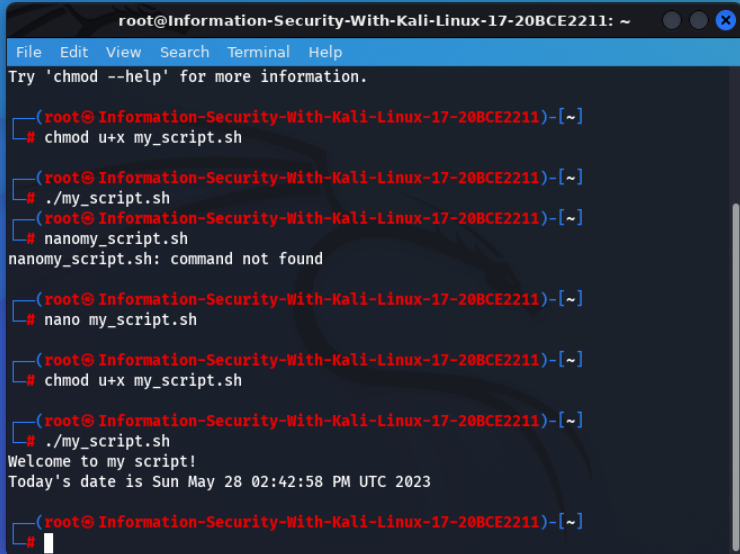 root@Information-Security-With-Kali-Linux-17-20BCE2211: ~
File Edit View Search Terminal Help
Try 'chmod --help' for more information.
┌──(root㉿Information-Security-With-Kali-Linux-17-20BCE2211)-[~]
└─# chmod u+x my_script.sh
┌──(root㉿Information-Security-With-Kali-Linux-17-20BCE2211)-[~]
└─# ./my_script.sh
┌──(root㉿Information-Security-With-Kali-Linux-17-20BCE2211)-[~]
└─# nanomy_script.sh
nanomy_script.sh: command not found
┌──(root㉿Information-Security-With-Kali-Linux-17-20BCE2211)-[~]
└─# nano my_script.sh
┌──(root㉿Information-Security-With-Kali-Linux-17-20BCE2211)-[~]
└─# chmod u+x my_script.sh
┌──(root㉿Information-Security-With-Kali-Linux-17-20BCE2211)-[~]
└─# ./my_script.sh
Welcome to my script!
Today's date is Sun May 28 02:42:58 PM UTC 2023
┌──(root㉿Information-Security-With-Kali-Linux-17-20BCE2211)-[~]
└─#